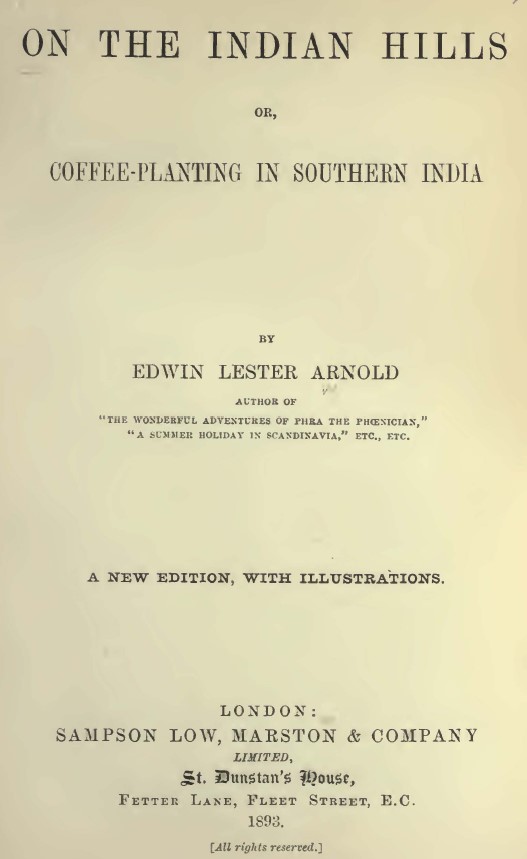 ON THE INDIAN HILLS
OR,
COFFEE-PLANTING IN SOUTHERN INDIA
BY
EDWIN LESTER ARNOLD
AUTHOR OF
"THE WONDERFUL ADVENTURES OF PHRA THE PHŒNICIAN,"
"A SUMMER HOLIDAY IN SCANDINAVIA," ETC., ETC.
A NEW EDITION, WITH ILLUSTRATIONS.
LONDON:
SAMPSON LOW, MARSTON & COMPANY
LIMITED,
St. Dunstan's House,
FETTER LANE, FLEET STREET, E.C.
1893.
[All rights reserved.]